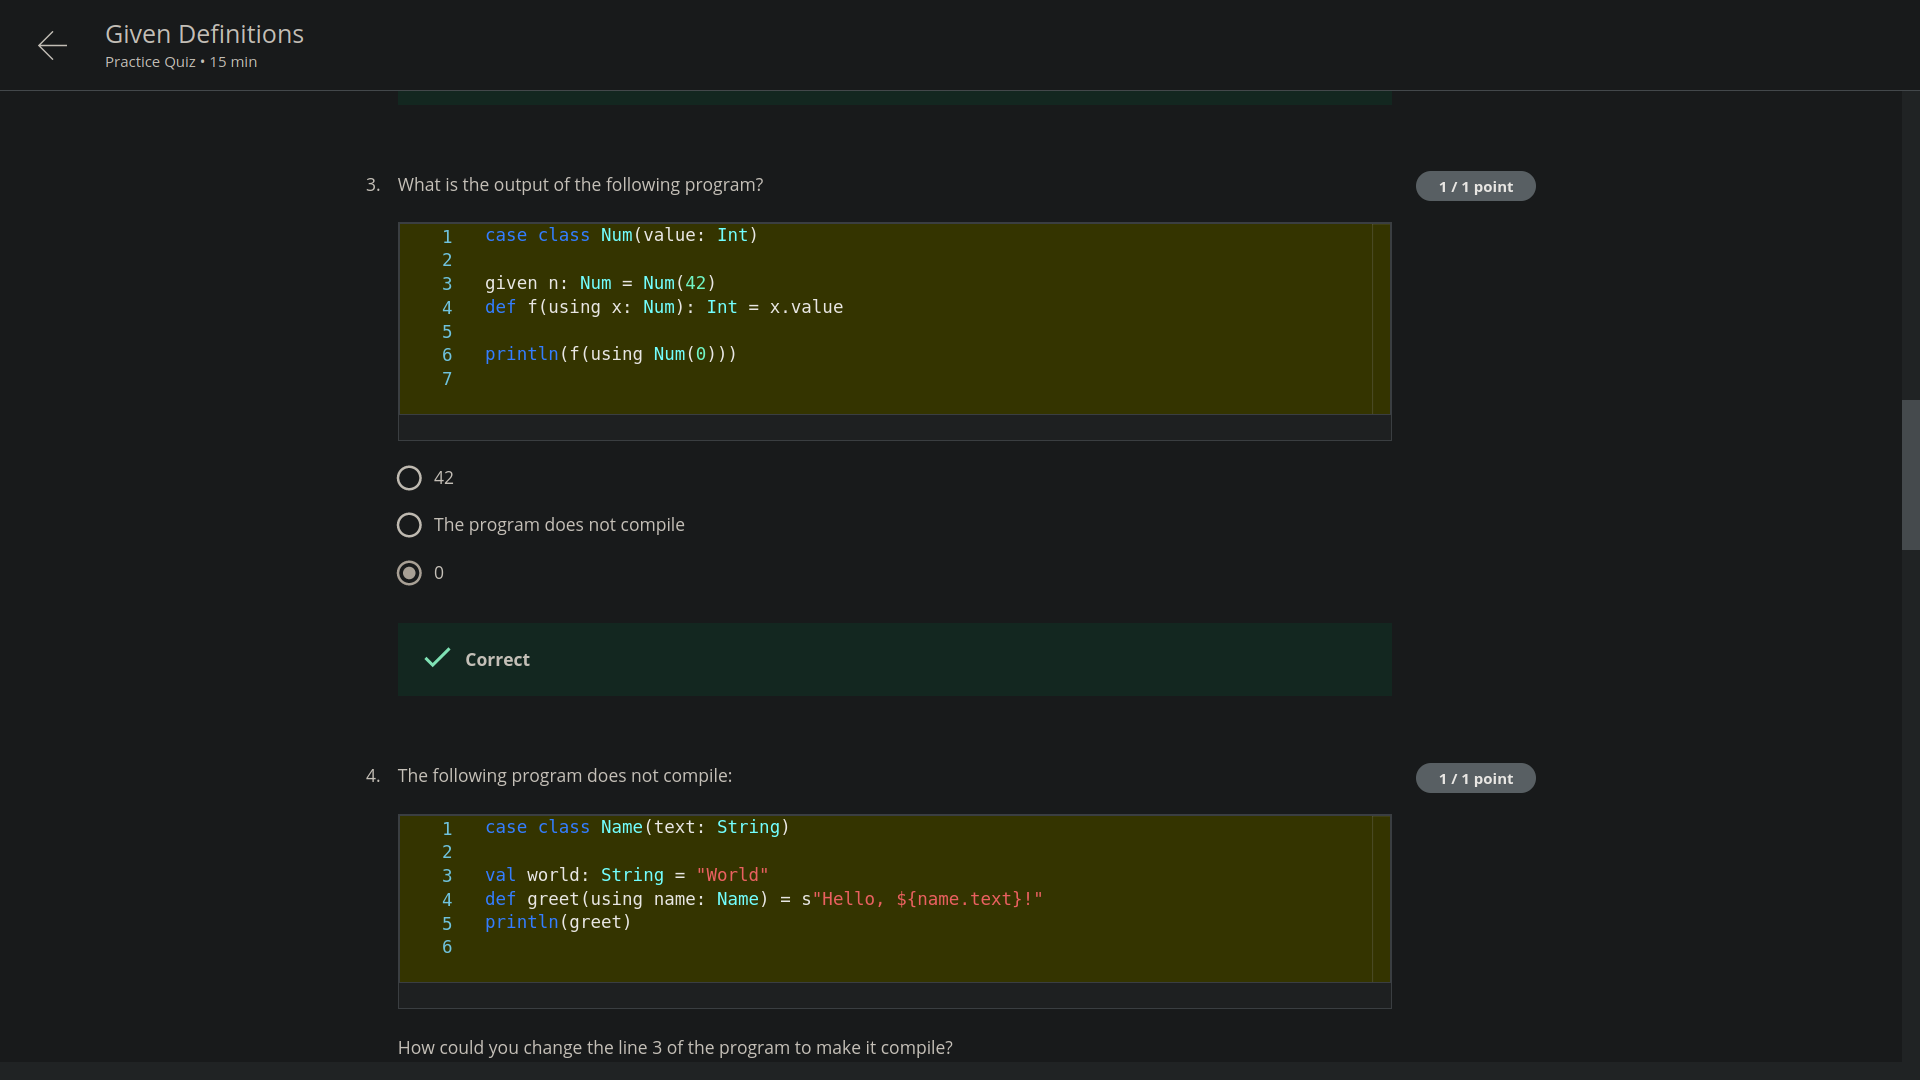 Given Definitions
Practice Quiz • 15 min
3. What is the output of the following program?
1 / 1 point
1 case class Num(value: Int)
2
3 given n: Num = Num(42)
4 def f(using x: Num): Int = x.value
5
6 println(f(using Num(0)))
7
42
The program does not compile
0
Correct
4. The following program does not compile:
1 / 1 point
1 case class Name(text: String)
2
3 val world: String = "World"
4 def greet(using name: Name) = s"Hello, ${name.text}!"
5 println(greet)
6
How could you change the line 3 of the program to make it compile?